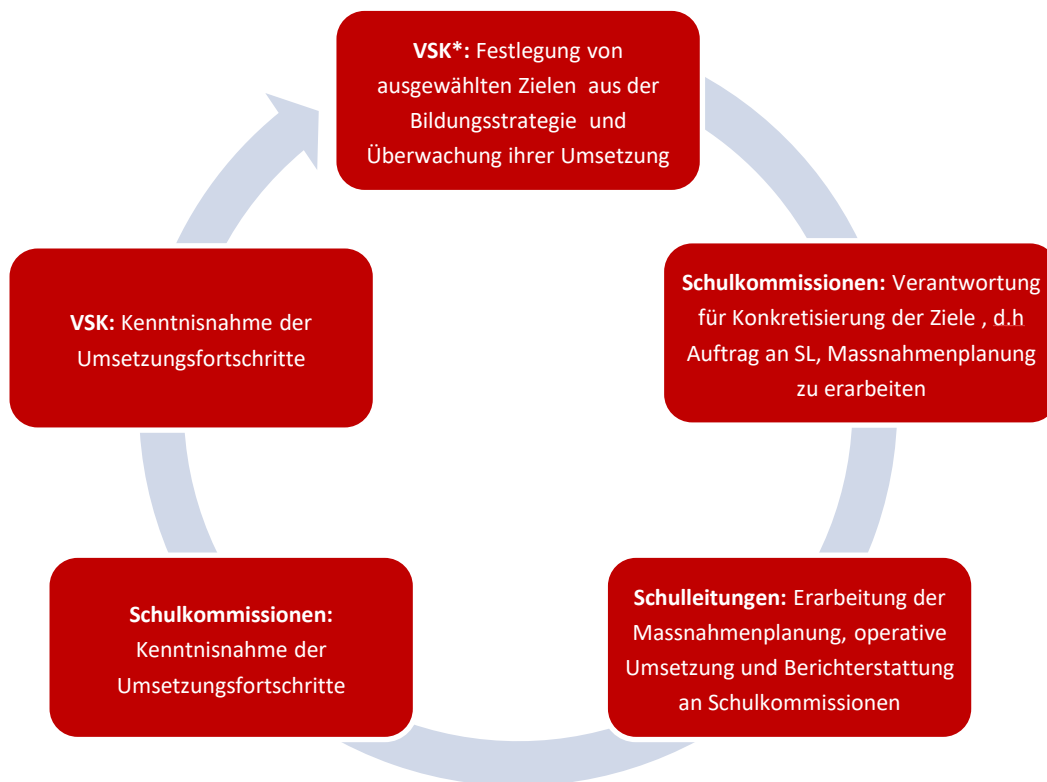 VSK*: Festlegung von
ausgewählten Zielen aus der
Bildungsstrategie und
Überwachung ihrer Umsetzung
Schulkommissionen: Verantwortung
für Konkretisierung der Ziele , d.h
Auftrag an SL, Massnahmenplanung
zu erarbeiten
Schulleitungen: Erarbeitung der
Massnahmenplanung, operative
Umsetzung und Berichterstattung
an Schulkommissionen
Schulkommissionen:
Kenntnisnahme der
Umsetzungsfortschritte
VSK: Kenntnisnahme der
Umsetzungsfortschritte